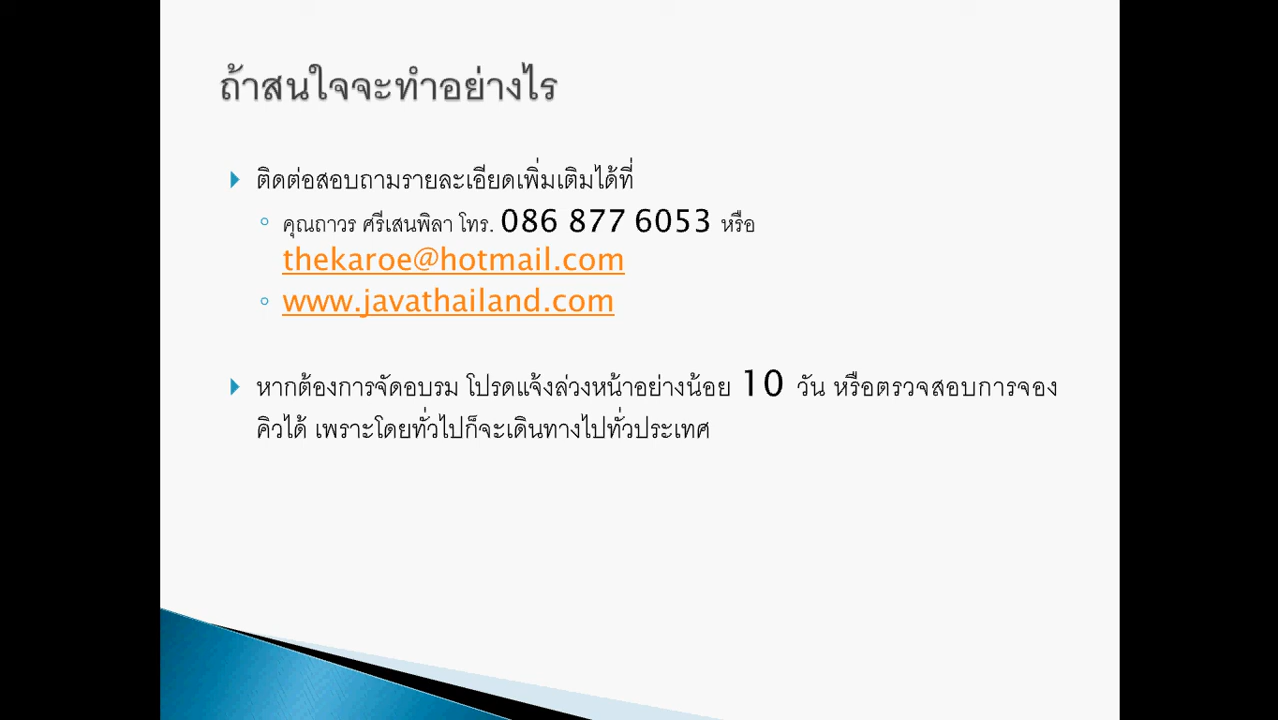 ถ้าสนใจจะทำอย่างไร
ติดต่อสอบถามรายละเอียดเพิ่มเติมได้ที่
คุณถาวร ศรีเสนพิลา โทร. 086 877 6053 หรือ
thekaroe@hotmail.com
www.javathailand.com
หากต้องการจัดอบรม โปรดแจ้งล่วงหน้าอย่างน้อย 10 วัน หรือตรวจสอบการจอง
คิวได้ เพราะโดยทั่วไปก็จะเดินทางไปทั่วประเทศ